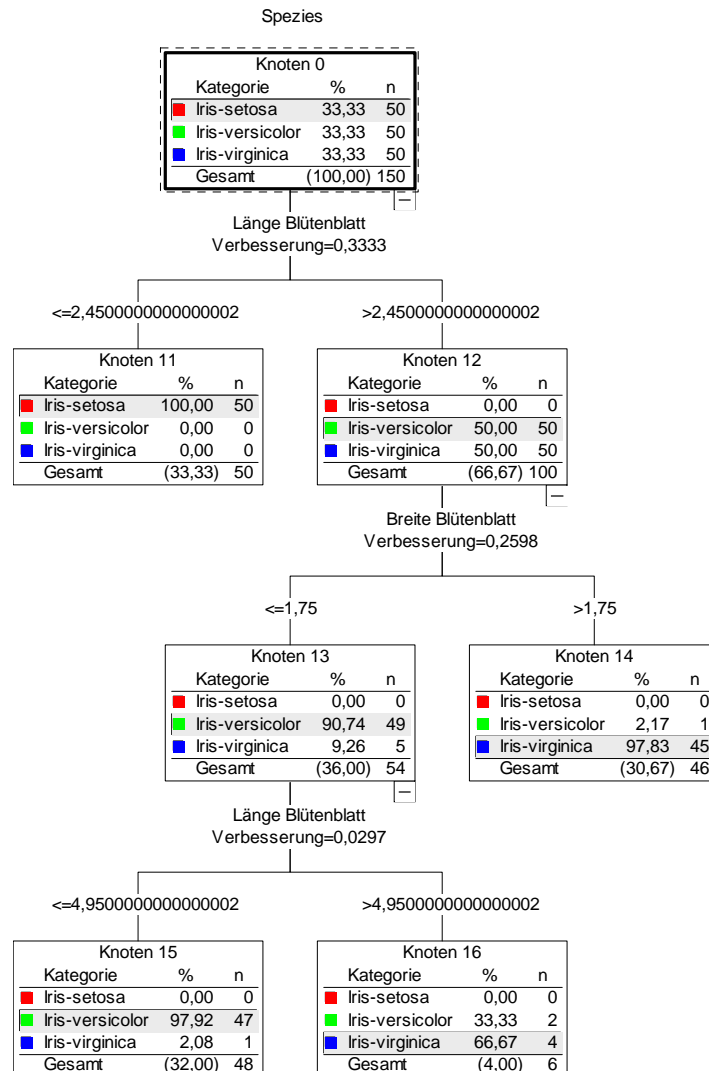 Spezies
Knoten 0
Kategorie % n
Iris-setosa 33,33 50
Iris-versicolor 33,33 50
Iris-virginica 33,33 50
Gesamt (100,00) 150
Länge Blütenblatt
Verbesserung=0,3333
<=2,4500000000000002
>2,4500000000000002
Knoten 11
Kategorie % n
Iris-setosa 100,00 50
Iris-versicolor 0,00 0
Iris-virginica 0,00 0
Gesamt (33,33) 50
Knoten 12
Kategorie % n
Iris-setosa 0,00 0
Iris-versicolor 50,00 50
Iris-virginica 50,00 50
Gesamt (66,67) 100
Breite Blütenblatt
Verbesserung=0,2598
<=1,75
>1,75
Knoten 13
Kategorie % n
Iris-setosa 0,00 0
Iris-versicolor 90,74 49
Iris-virginica 9,26 5
Gesamt (36,00) 54
Knoten 14
Kategorie % n
Iris-setosa 0,00 0
Iris-versicolor 2,17 1
Iris-virginica 97,83 45
Gesamt (30,67) 46
Länge Blütenblatt
Verbesserung=0,0297
<=4,9500000000000002
>4,9500000000000002
Knoten 15
Kategorie % n
Iris-setosa 0,00 0
Iris-versicolor 97,92 47
Iris-virginica 2,08 1
Gesamt (32,00) 48
Knoten 16
Kategorie % n
Iris-setosa 0,00 0
Iris-versicolor 33,33 2
Iris-virginica 66,67 4
Gesamt (4,00) 6